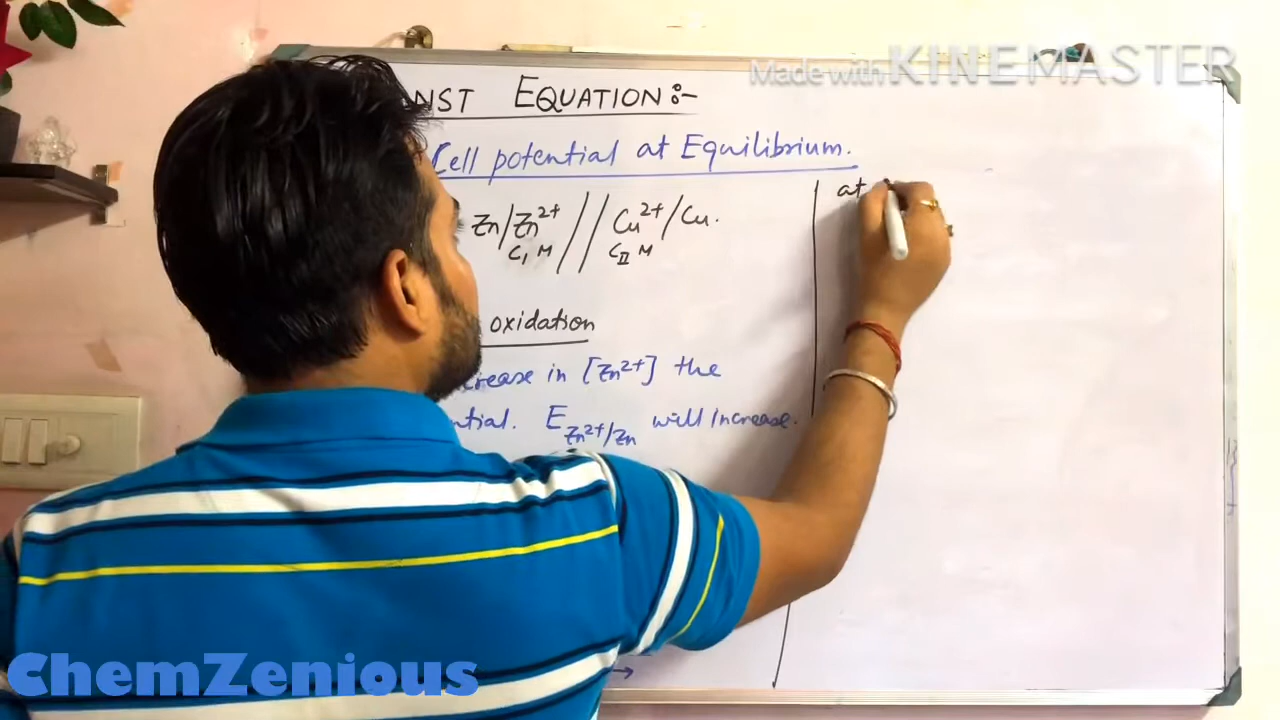 Made with KINEMASTER
NST EQUATION:-
Cell potential at Equilibrium.
Zn/Zn2+ // Cu2+/Cu.
C1 M CII M
at
oxidation
crease in [Zn2+] the
ntial. EZn2+/Zn will increase.
→
ChemZenious